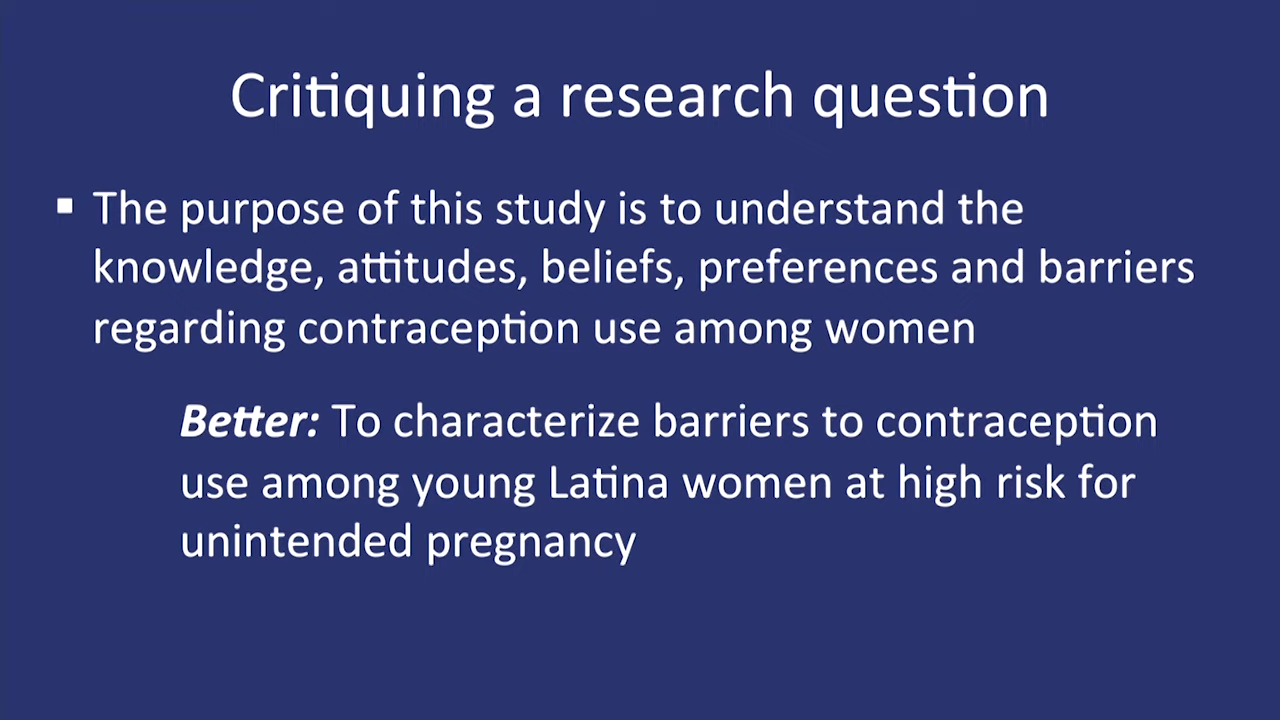 Critiquing a research question
▪ The purpose of this study is to understand the
knowledge, attitudes, beliefs, preferences and barriers
regarding contraception use among women
Better: To characterize barriers to contraception
use among young Latina women at high risk for
unintended pregnancy